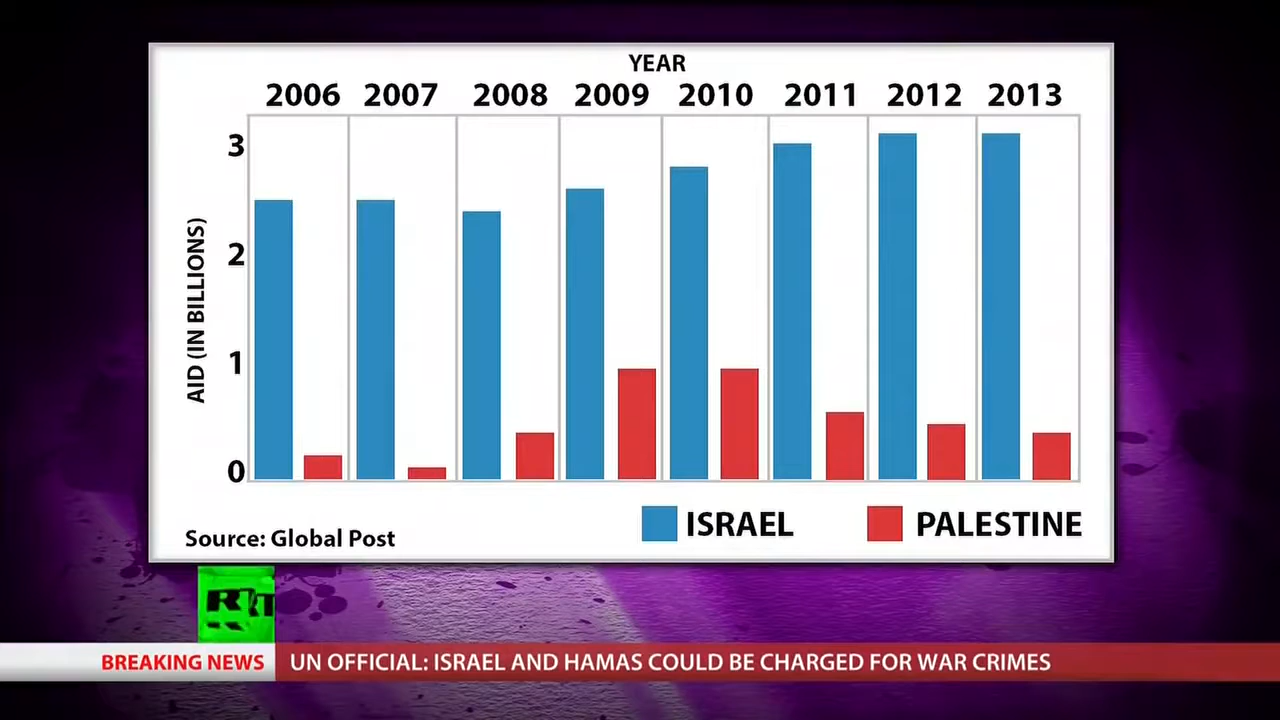 YEAR
2006 2007 2008 2009 2010 2011 2012 2013
3
2
1
0
AID (IN BILLIONS)
ISRAEL PALESTINE
Source: Global Post
RT
BREAKING NEWS UN OFFICIAL: ISRAEL AND HAMAS COULD BE CHARGED FOR WAR CRIMES